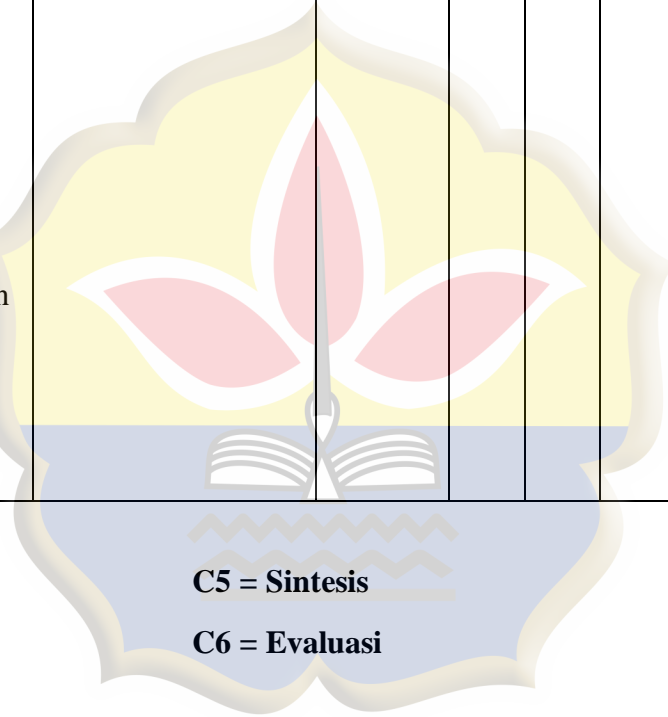 C5 = Sintesis
C6 = Evaluasi